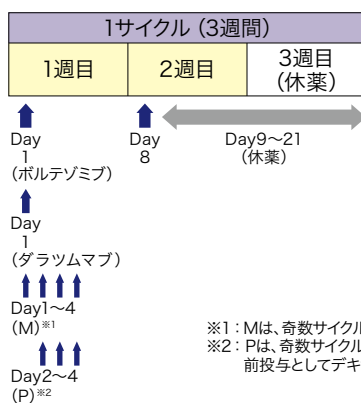 1サイクル（3週間）
1週目
2週目
3週目
（休薬）
Day
1
（ボルテゾミブ）
Day
8
Day9〜21
（休薬）
Day
1
（ダラツムマブ）
Day1〜4
（M）※1
Day2〜4
（P）※2
※1：Mは、奇数サイクル
※2：Pは、奇数サイクル
前投与としてデキ